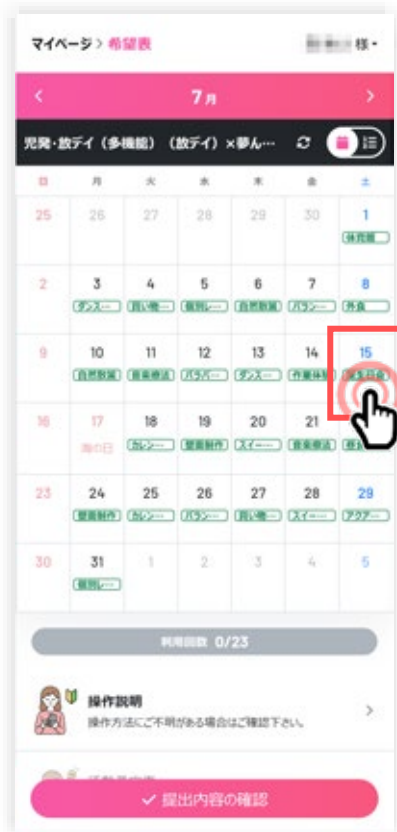 マイページ > 希望表 様
7月
児発・放デイ（多機能）（放デイ）×夢ん…
日 月 火 水 木 金 土
25 26 27 28 29 30 1
体育館
2 3 4 5 6 7 8
ダンス… 買い物… 個別レ… 自然散策 バラン… 外食
9 10 11 12 13 14 15
自然散策 音楽療法 バラバ… ダンス… 作業体験 誕生日会
16 17 18 19 20 21
海の日 カレン… 壁面制作 スイー… 音楽療法
23 24 25 26 27 28 29
壁面制作 カレン… バラン… 買い物… スイー… アクア…
30 31 1 2 3 4 5
個別レ…
利用回数 0/23
操作説明
操作方法にご不明がある場合はご確認下さい。
提出内容の確認